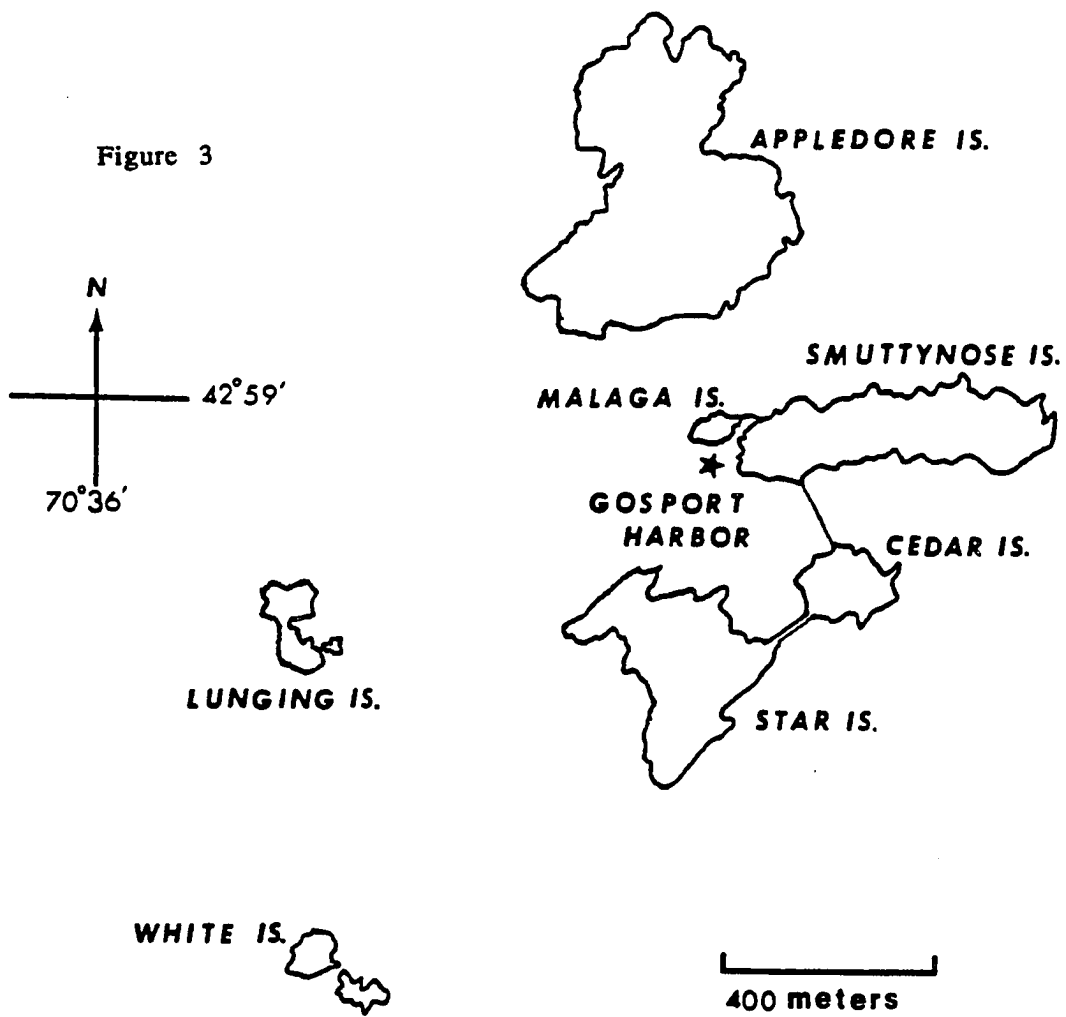 Figure 3
APPLEDORE IS.
N
42°59'
70°36'
SMUTTYNOSE IS.
MALAGA IS.
GOSPORT
HARBOR
CEDAR IS.
LUNGING IS.
STAR IS.
WHITE IS.
400 meters